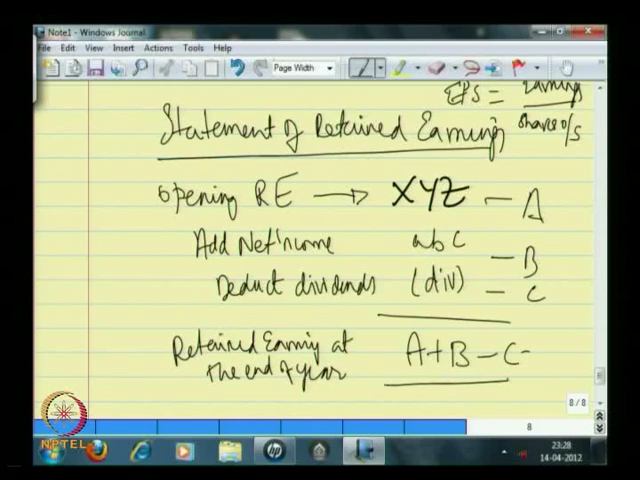 Note1 - Windows Journal
File Edit View Insert Actions Tools Help
Page Width
EPS = Earnings
shares o/s
Statement of Retained Earnings
Opening RE → XYZ — A
Add Net income abc — B
Deduct dividends (div) — C
Retained Earning at A+B-C
the end of year
8/8
8
NPTEL
23:28
14-04-2012